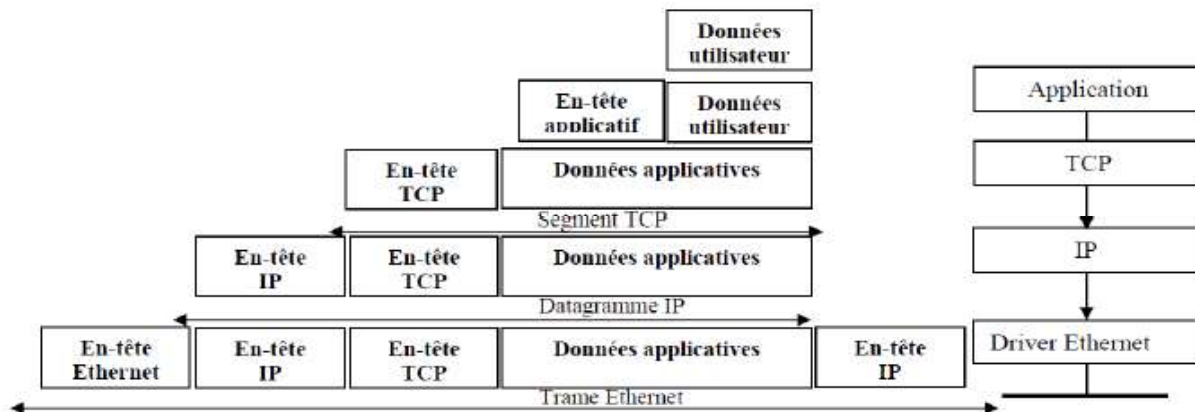 Données
utilisateur
En-tête
applicatif
Données
utilisateur
Application
En-tête
TCP
Données applicatives
TCP
Segment TCP
En-tête
IP
En-tête
TCP
Données applicatives
IP
Datagramme IP
En-tête
Ethernet
En-tête
IP
En-tête
TCP
Données applicatives
En-tête
IP
Driver Ethernet
Trame Ethernet